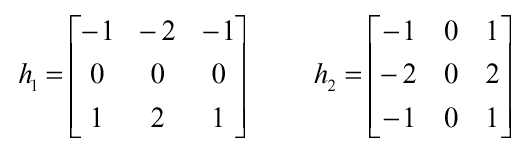 h₁ = [ -1 -2 -1 ; 0 0 0 ; 1 2 1 ]  h₂ = [ -1 0 1 ; -2 0 2 ; -1 0 1 ]